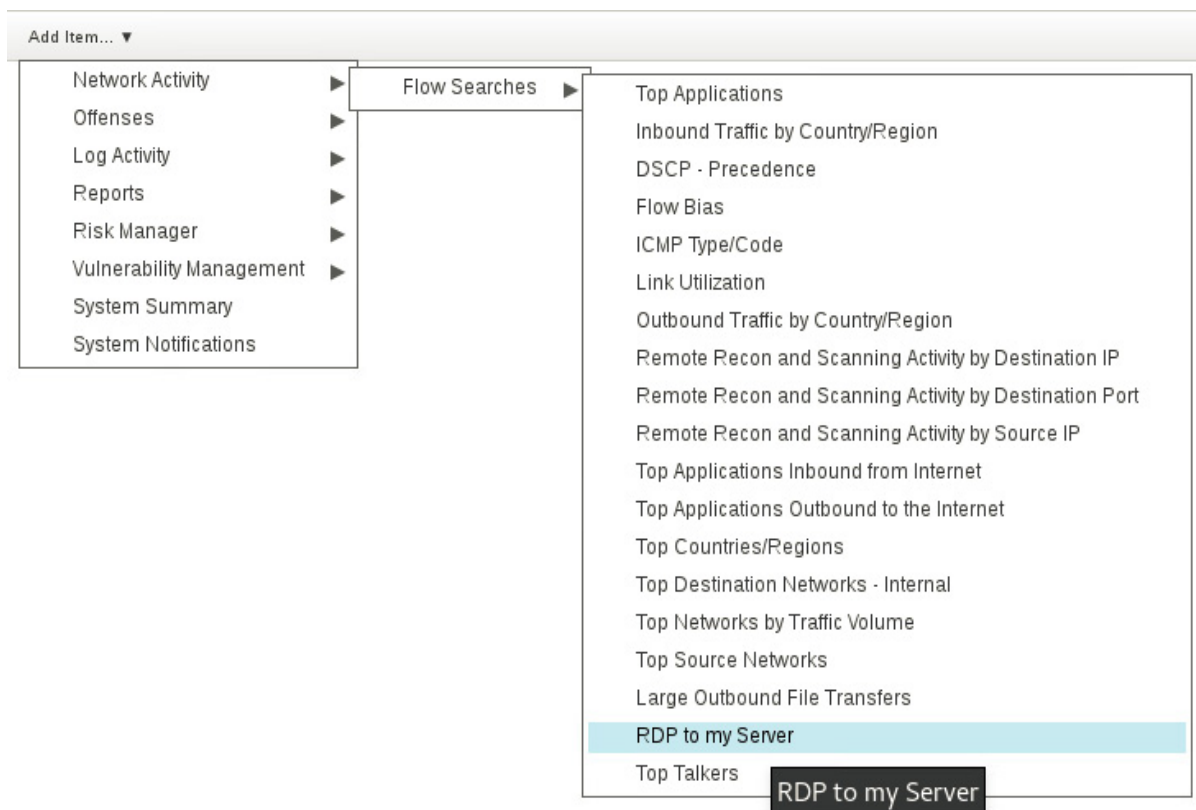 Add Item... ▼
Network Activity ▶
Offenses ▶
Log Activity ▶
Reports ▶
Risk Manager ▶
Vulnerability Management ▶
System Summary
System Notifications
Flow Searches ▶
Top Applications
Inbound Traffic by Country/Region
DSCP - Precedence
Flow Bias
ICMP Type/Code
Link Utilization
Outbound Traffic by Country/Region
Remote Recon and Scanning Activity by Destination IP
Remote Recon and Scanning Activity by Destination Port
Remote Recon and Scanning Activity by Source IP
Top Applications Inbound from Internet
Top Applications Outbound to the Internet
Top Countries/Regions
Top Destination Networks - Internal
Top Networks by Traffic Volume
Top Source Networks
Large Outbound File Transfers
RDP to my Server
Top Talkers
RDP to my Server